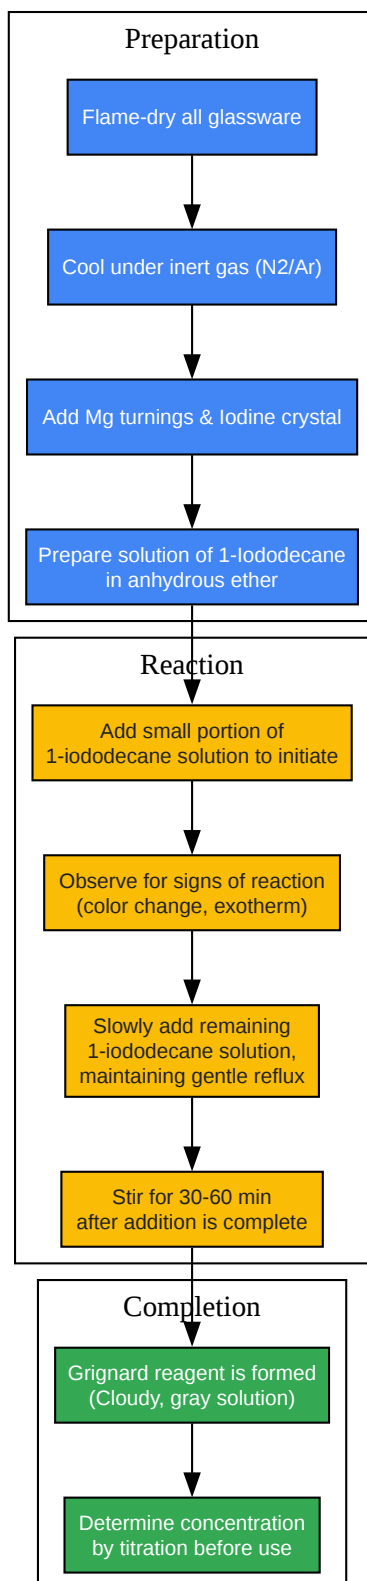 Preparation
Flame-dry all glassware
Cool under inert gas (N2/Ar)
Add Mg turnings & Iodine crystal
Prepare solution of 1-Iododecane
in anhydrous ether
Reaction
Add small portion of
1-iododecane solution to initiate
Observe for signs of reaction
(color change, exotherm)
Slowly add remaining
1-iododecane solution,
maintaining gentle reflux
Stir for 30-60 min
after addition is complete
Completion
Grignard reagent is formed
(Cloudy, gray solution)
Determine concentration
by titration before use